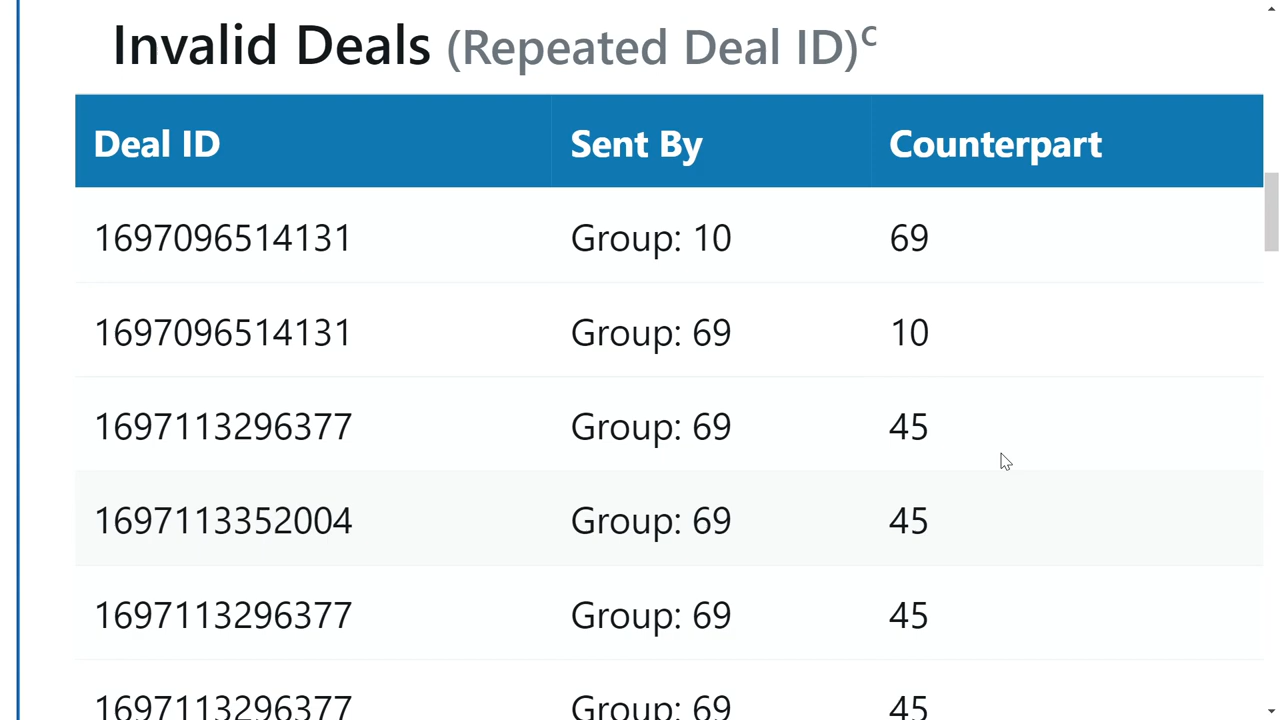 Invalid Deals (Repeated Deal ID)ᶜ
Deal ID Sent By Counterpart
1697096514131 Group: 10 69
1697096514131 Group: 69 10
1697113296377 Group: 69 45
1697113352004 Group: 69 45
1697113296377 Group: 69 45
1697113296377 Group: 69 45